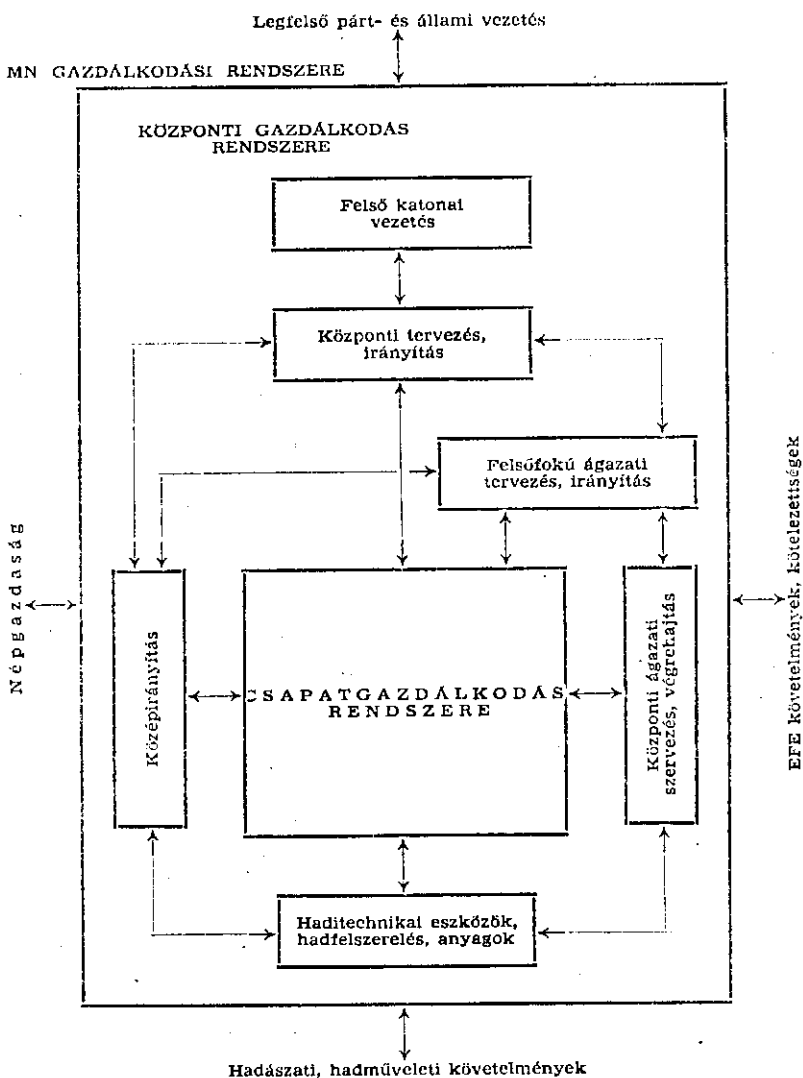 Legfelső párt- és állami vezetés
MN GAZDÁLKODÁSI RENDSZERE
KÖZPONTI GAZDÁLKODÁS
RENDSZERE
Felső katonai
vezetés
Központi tervezés,
irányítás
Felsőfokú ágazati
tervezés, irányítás
Népgazdaság
Középirányítás
CSAPATGAZDÁLKODÁS
RENDSZERE
Központi ágazati
szervezés, végrehajtás
EFE követelmények, kötelezettségek
Haditechnikai eszközök,
hadfelszerelés, anyagok
Hadászati, hadműveleti követelmények